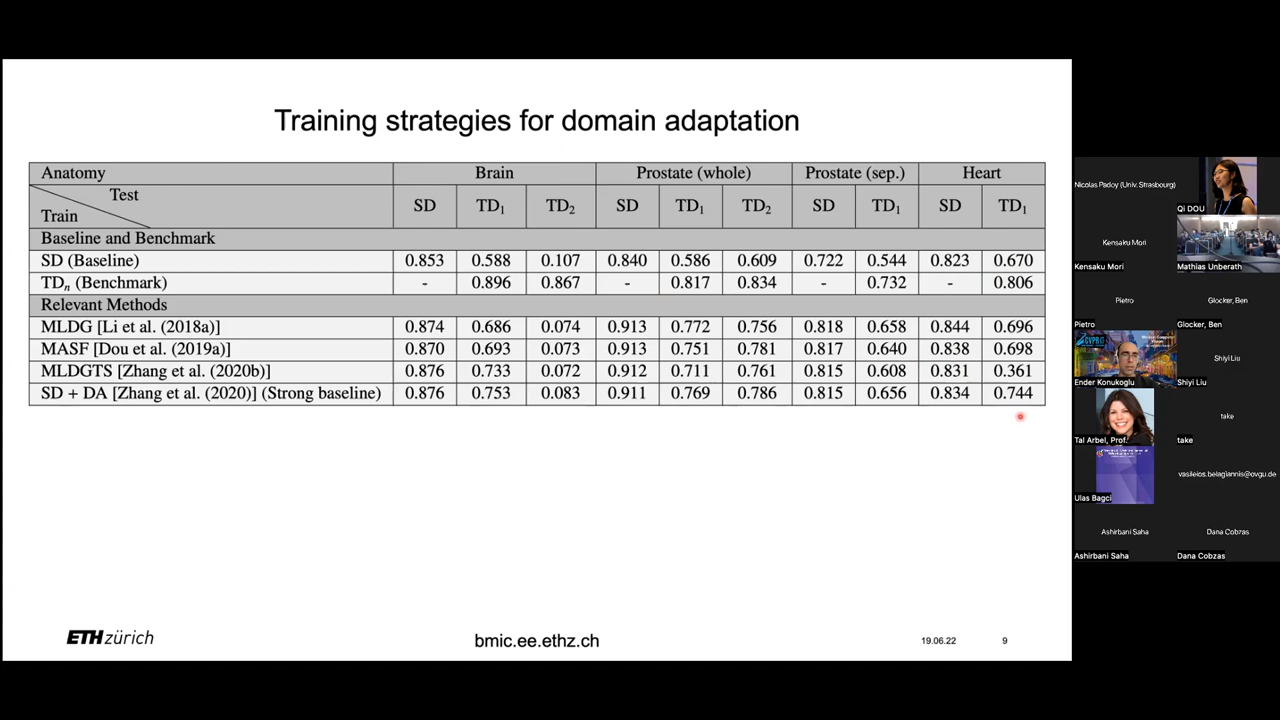 Training strategies for domain adaptation
Anatomy Brain Prostate (whole) Prostate (sep.) Heart
Test
Train
SD TD1 TD2 SD TD1 TD2 SD TD1 SD TD1
Baseline and Benchmark
SD (Baseline) 0.853 0.588 0.107 0.840 0.586 0.609 0.722 0.544 0.823 0.670
TDn (Benchmark) - 0.896 0.867 - 0.817 0.834 - 0.732 - 0.806
Relevant Methods
MLDG [Li et al. (2018a)] 0.874 0.686 0.074 0.913 0.772 0.756 0.818 0.658 0.844 0.696
MASF [Dou et al. (2019a)] 0.870 0.693 0.073 0.913 0.751 0.781 0.817 0.640 0.838 0.698
MLDGTS [Zhang et al. (2020b)] 0.876 0.733 0.072 0.912 0.711 0.761 0.815 0.608 0.831 0.361
SD + DA [Zhang et al. (2020)] (Strong baseline) 0.876 0.753 0.083 0.911 0.769 0.786 0.815 0.656 0.834 0.744
ETH zürich
bmic.ee.ethz.ch
19.06.22
9
Nicolas Padoy (Univ. Strasbourg)
Qi DOU
Kensaku Mori
Kensaku Mori
Mathias Unberath
Pietro
Glocker, Ben
Pietro
Glocker, Ben
CVPR
Shiyi Liu
Ender Konukoglu
Shiyi Liu
take
Tal Arbel, Prof.
take
vasileios.belagiannis@ovgu.de
Ulas Bagci
Ashirbani Saha
Dana Cobzas
Ashirbani Saha
Dana Cobzas